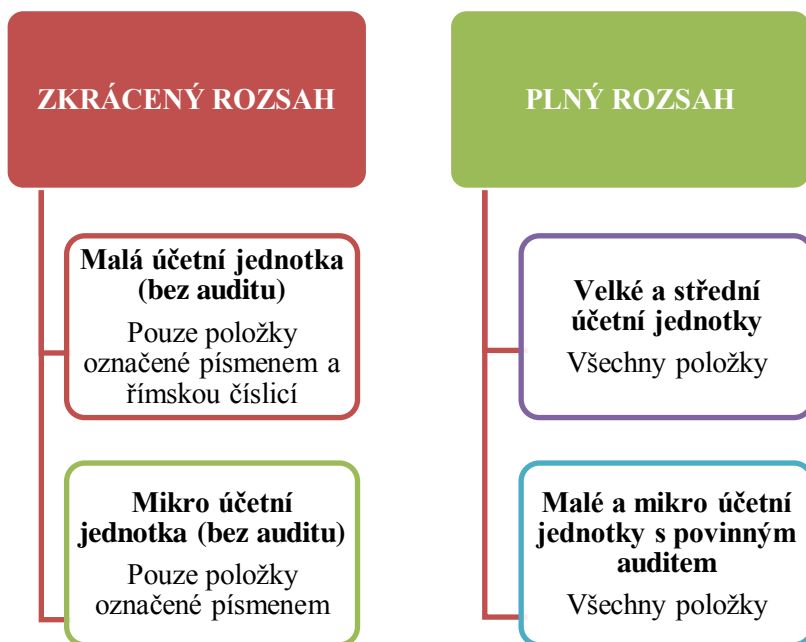 ZKRÁCENÝ ROZSAH
Malá účetní jednotka
(bez auditu)
Pouze položky
označené písmenem a
římskou číslicí
Mikro účetní
jednotka (bez auditu)
Pouze položky
označené písmenem
PLNÝ ROZSAH
Velké a střední
účetní jednotky
Všechny položky
Malé a mikro účetní
jednotky s povinným
auditem
Všechny položky